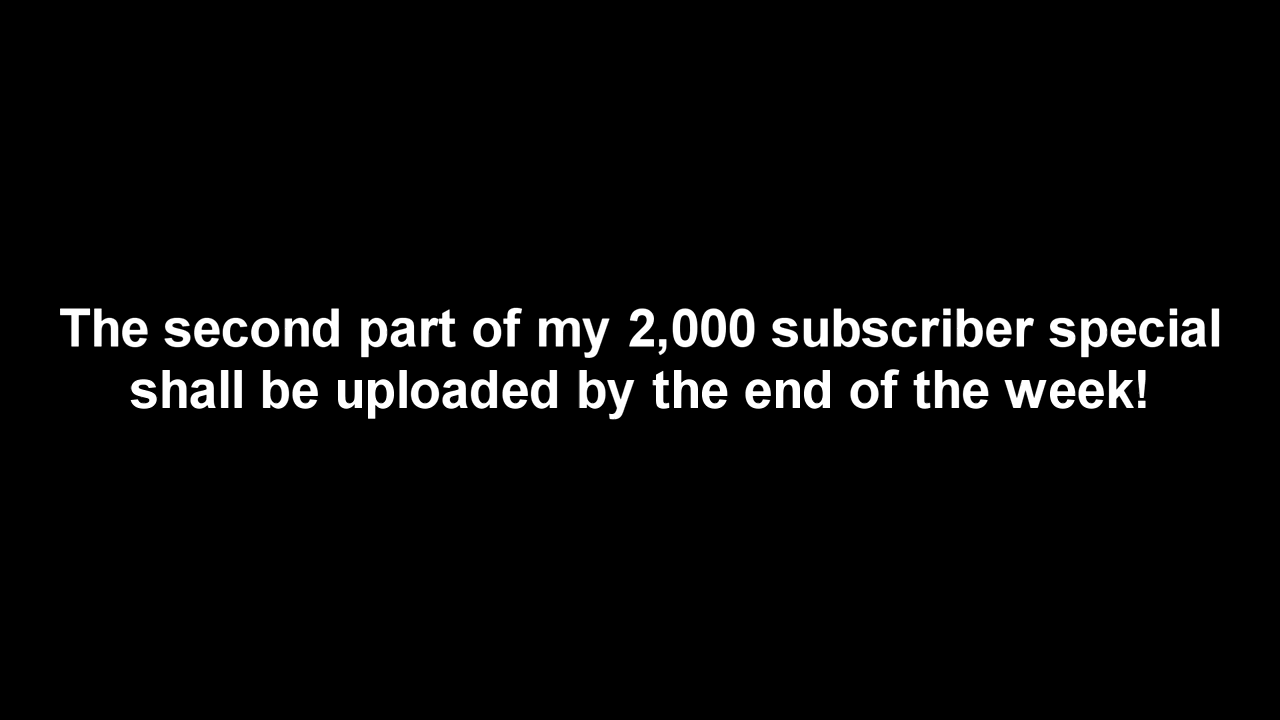 The second part of my 2,000 subscriber special
shall be uploaded by the end of the week!